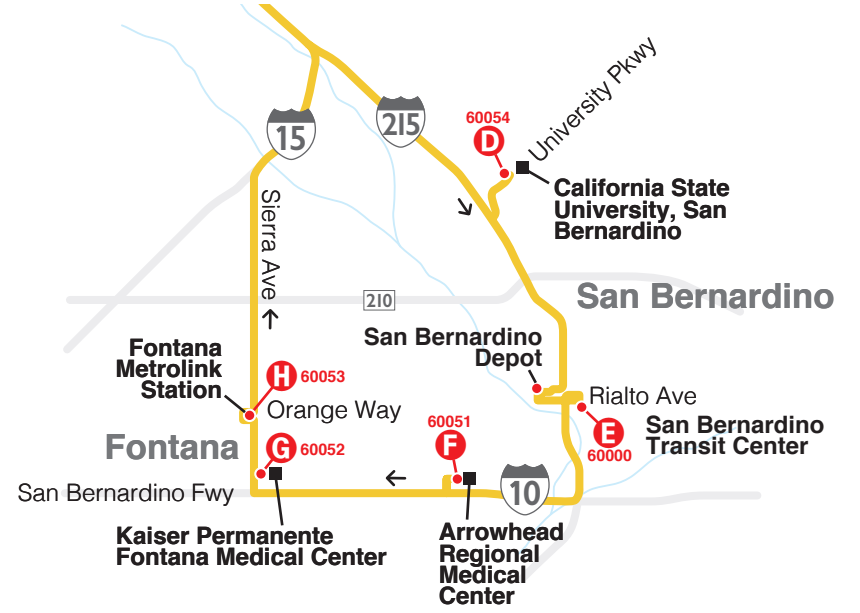 University Pkwy
60054
D
15
215
California State
University, San
Bernardino
Sierra Ave
210
San Bernardino
San Bernardino
Depot
Fontana
Metrolink
Station
H 60053
Orange Way
Rialto Ave
60051
F
E
60000
San Bernardino
Transit Center
Fontana
G 60052
San Bernardino Fwy
10
Kaiser Permanente
Fontana Medical Center
Arrowhead
Regional
Medical
Center